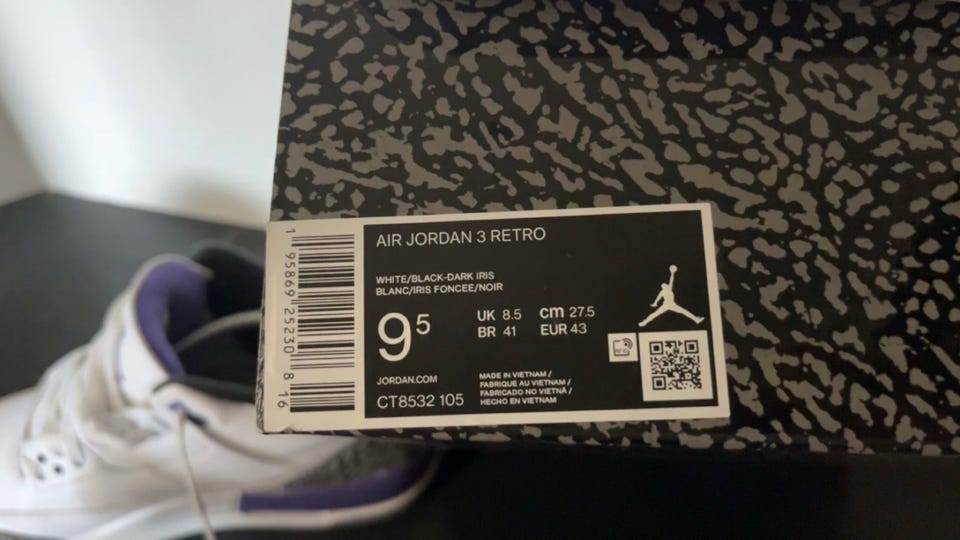 AIR JORDAN 3 RETRO
WHITE/BLACK-DARK IRIS
BLANC/IRIS FONCEE/NOIR
9.5
UK 8.5 cm 27.5
BR 41 EUR 43
JORDAN.COM
CT8532 105
MADE IN VIETNAM /
FABRIQUE AU VIETNAM /
FABRICADO NO VIETNÃ /
HECHO EN VIETNAM
1 95869 25230 8 16